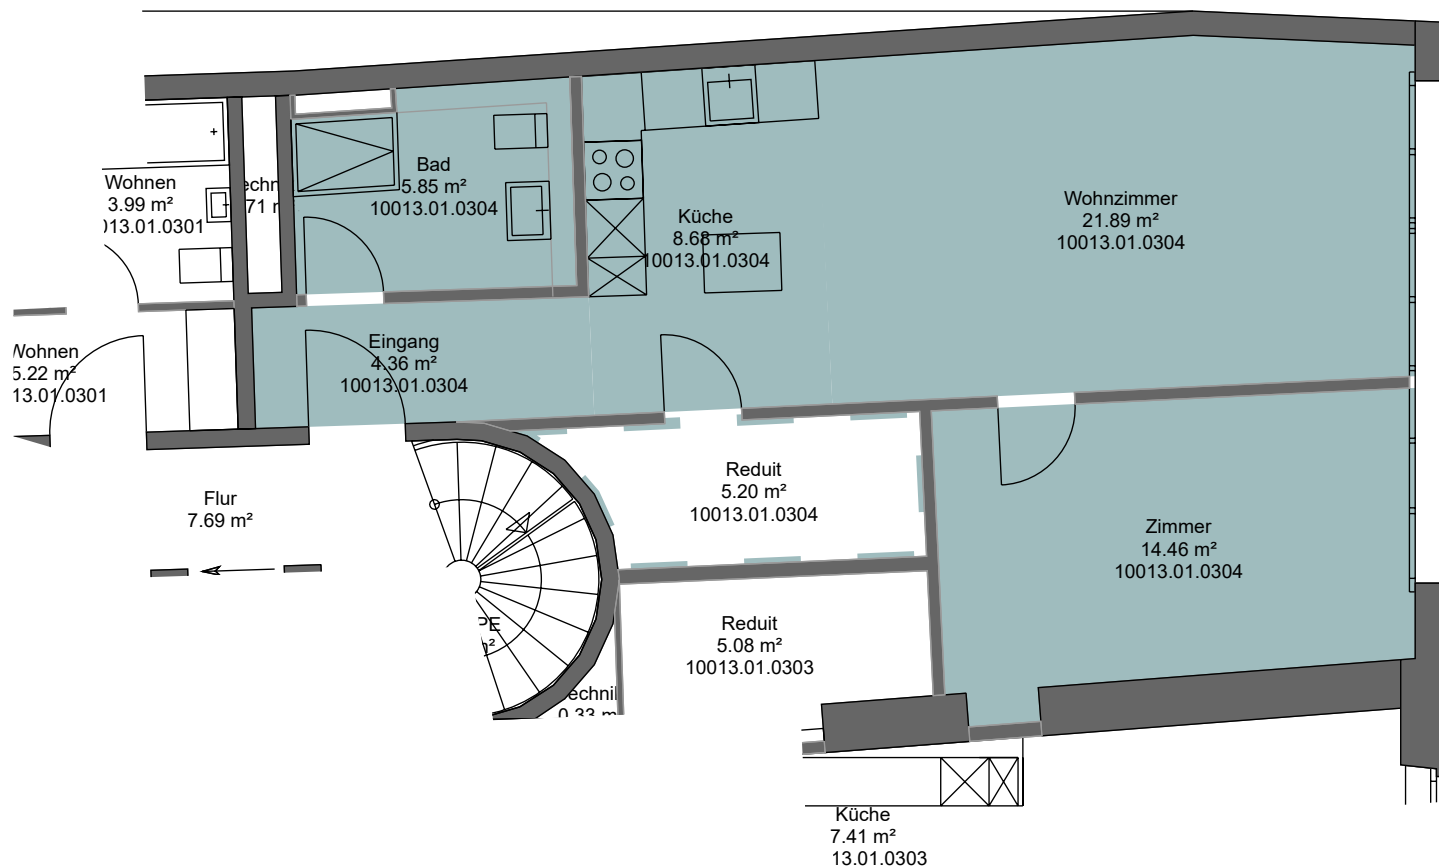 Bad
5.85 m²
10013.01.0304
Wohnen
3.99 m²
013.01.0301
Küche
8.68 m²
10013.01.0304
Wohnzimmer
21.89 m²
10013.01.0304
Eingang
4.36 m²
10013.01.0304
Wohnen
5.22 m²
13.01.0301
Reduit
5.20 m²
10013.01.0304
Flur
7.69 m²
Zimmer
14.46 m²
10013.01.0304
Reduit
5.08 m²
10013.01.0303
0.33 m
Küche
7.41 m²
13.01.0303